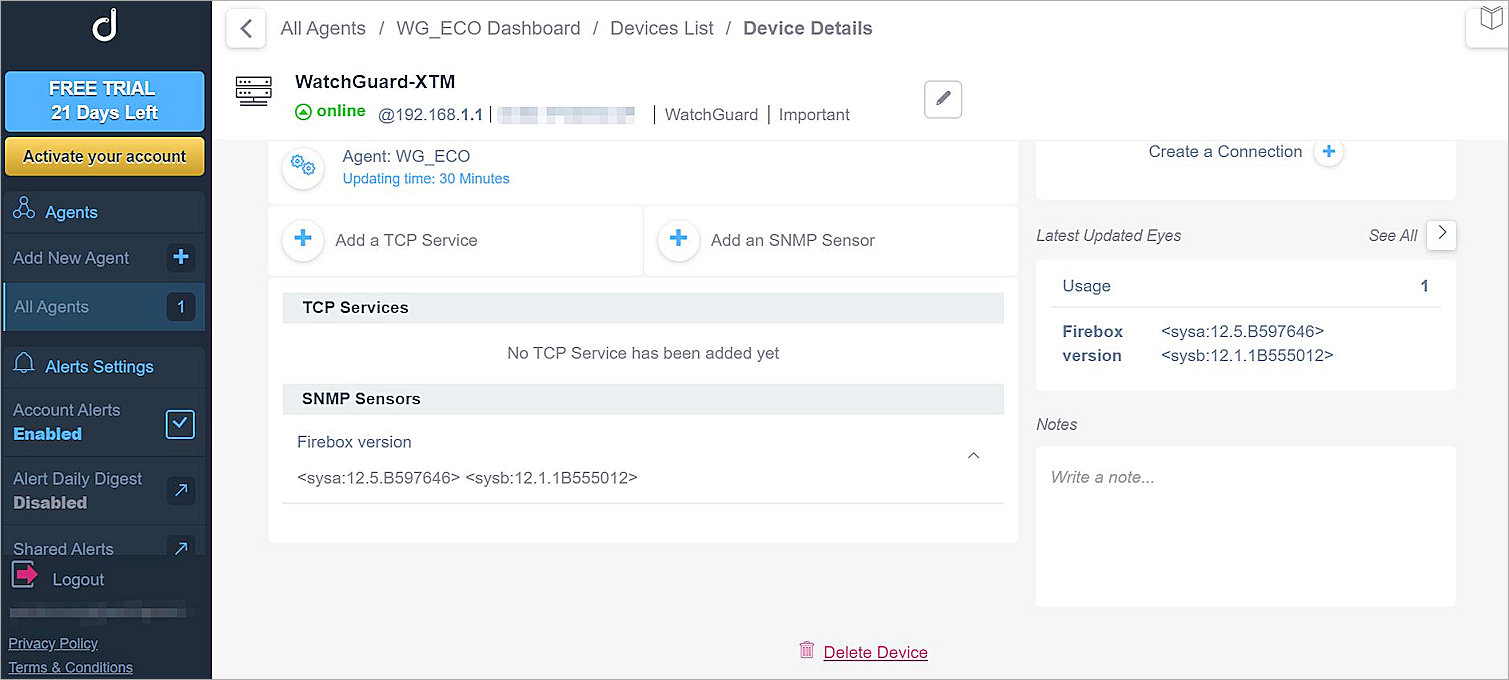 FREE TRIAL
21 Days Left
Activate your account
Agents
Add New Agent
All Agents 1
Alerts Settings
Account Alerts
Enabled
Alert Daily Digest
Disabled
Shared Alerts
Logout
Privacy Policy
Terms & Conditions
All Agents / WG_ECO Dashboard / Devices List / Device Details
WatchGuard-XTM
online @192.168.1.1 | | WatchGuard | Important
Agent: WG_ECO
Updating time: 30 Minutes
Add a TCP Service
Add an SNMP Sensor
TCP Services
No TCP Service has been added yet
SNMP Sensors
Firebox version
<sysa:12.5.B597646> <sysb:12.1.1B555012>
Create a Connection
Latest Updated Eyes
See All
Usage 1
Firebox version
<sysa:12.5.B597646>
<sysb:12.1.1B555012>
Notes
Write a note...
Delete Device